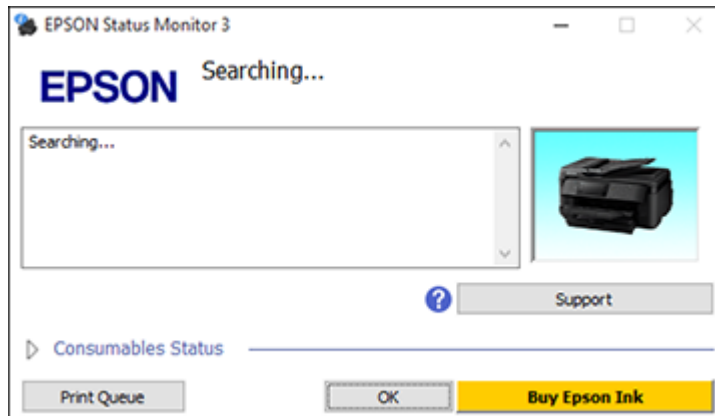 EPSON Status Monitor 3
EPSON
Searching...
Searching...
Support
Consumables Status
Print Queue
OK
Buy Epson Ink